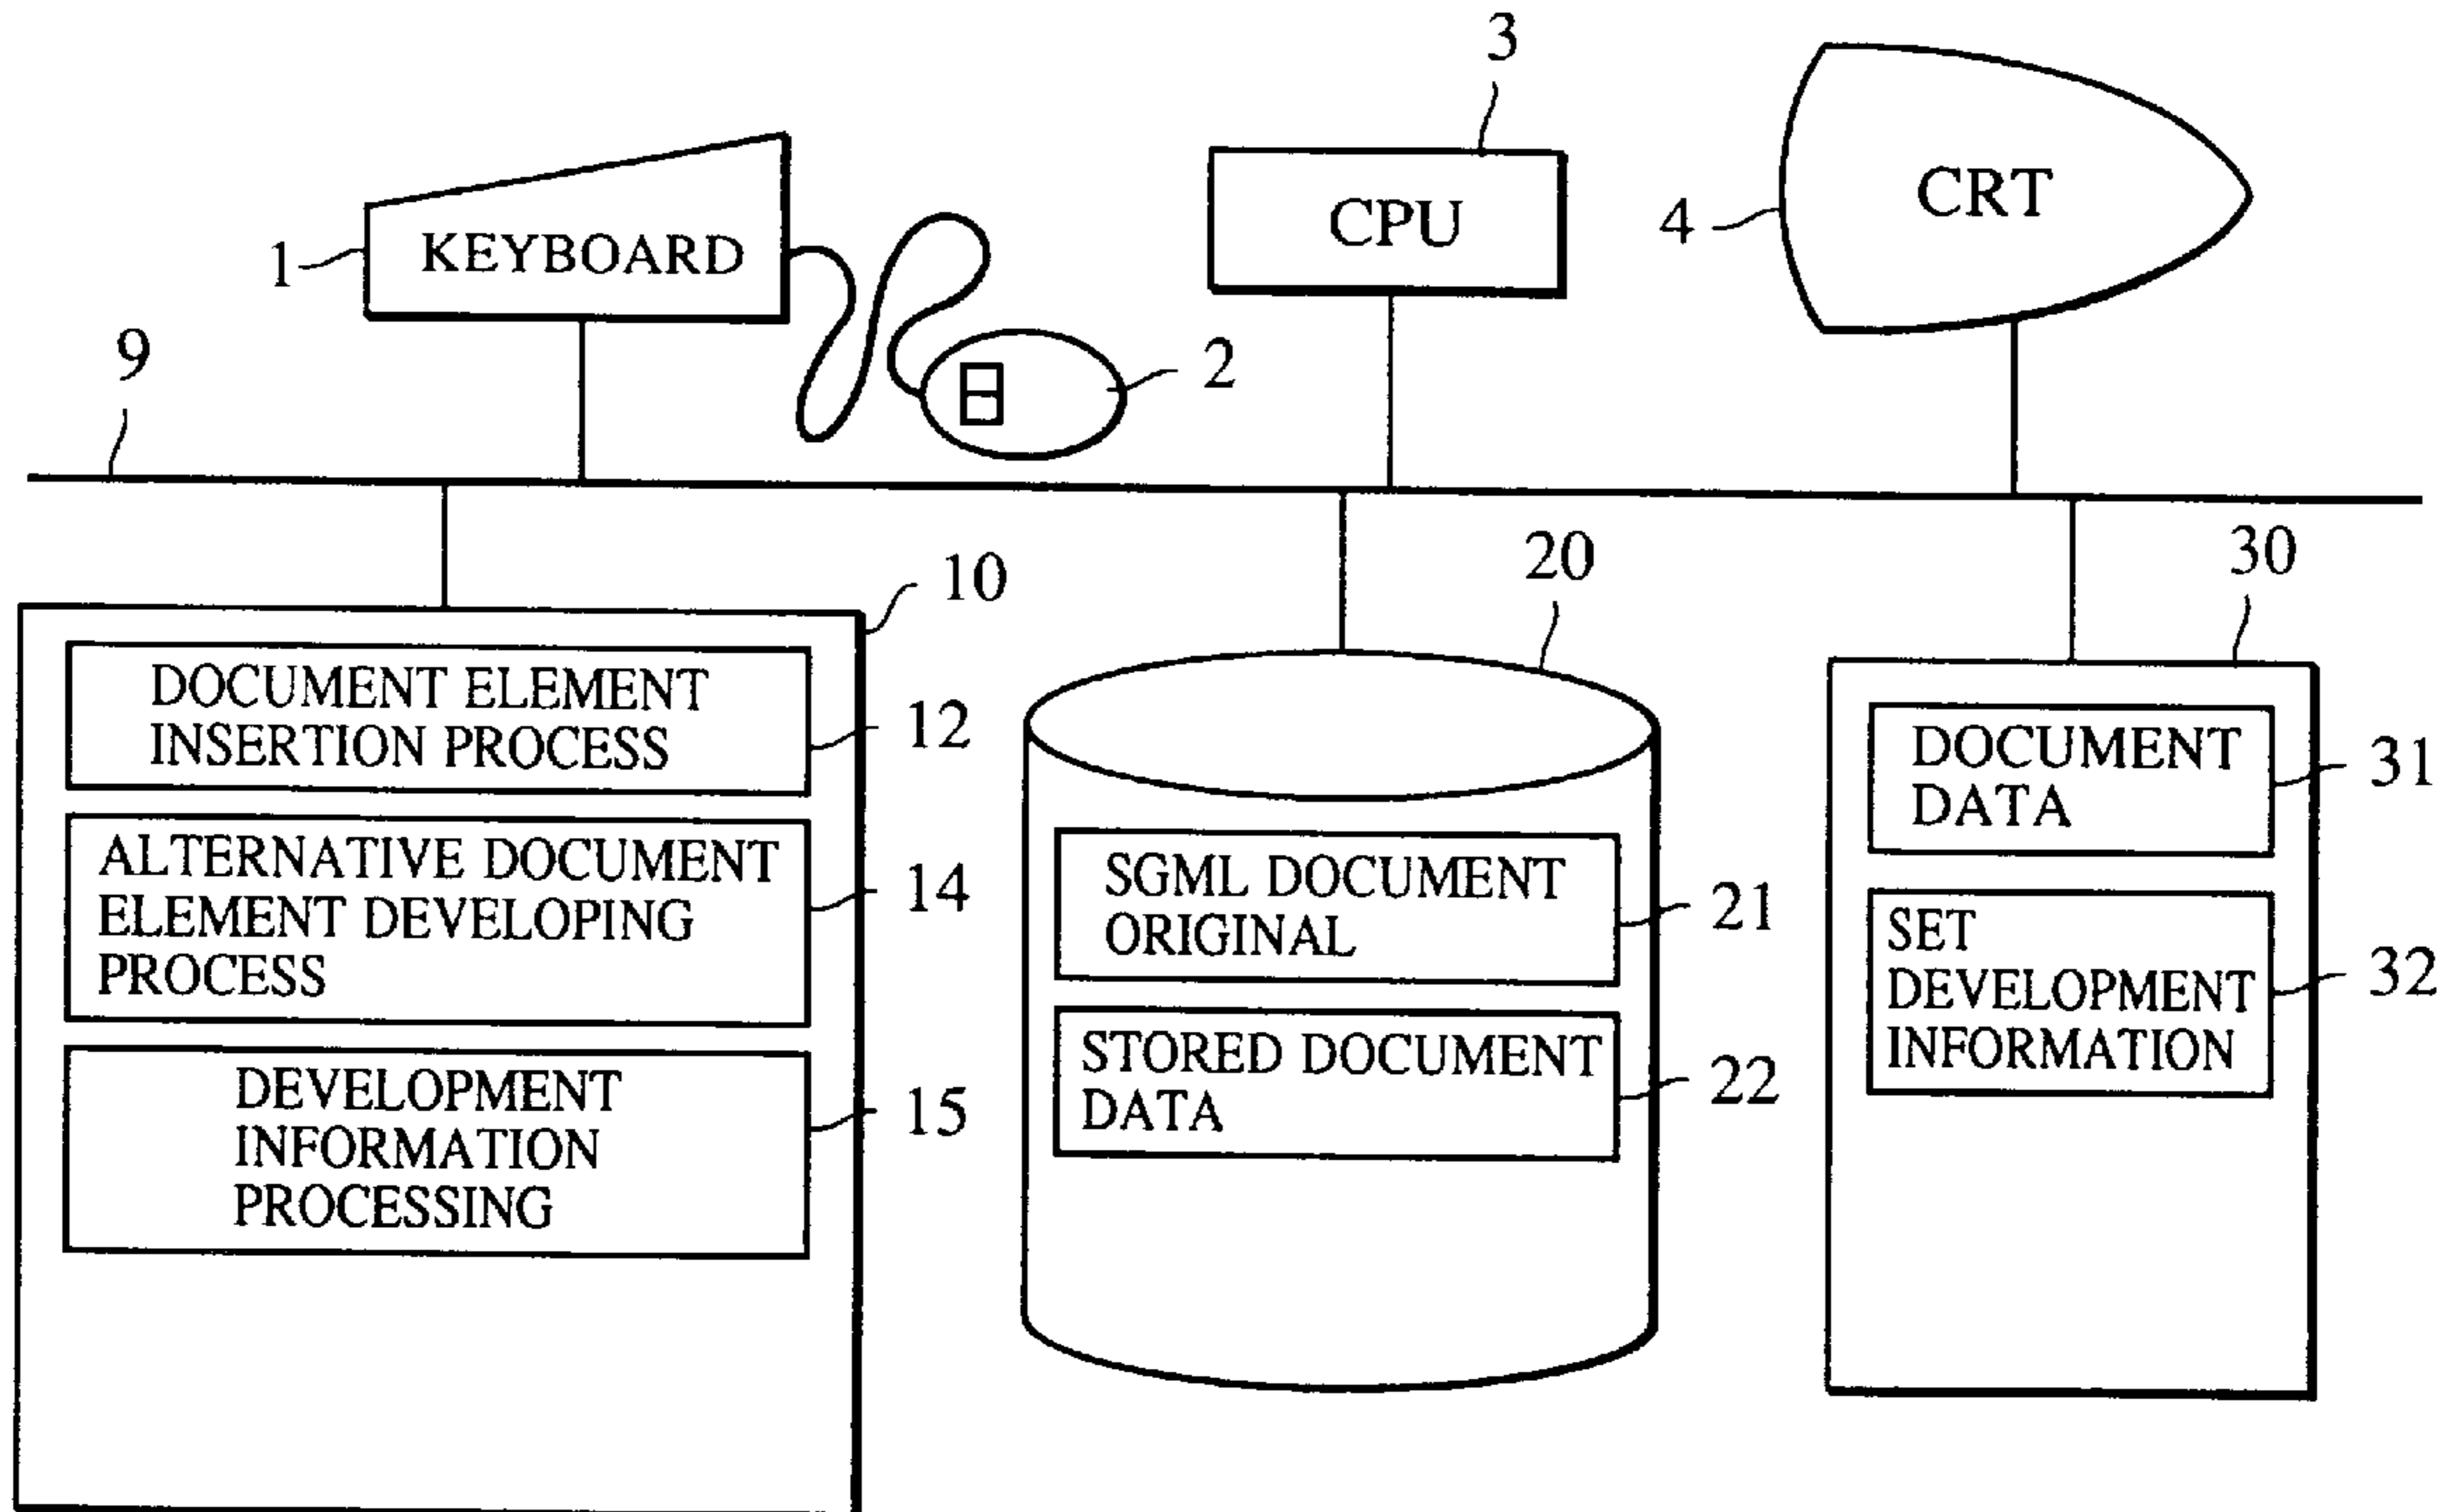 3
KEYBOARD
1
CPU
CRT
4
2
9
10
20
30
DOCUMENT ELEMENT
INSERTION PROCESS
12
ALTERNATIVE DOCUMENT
ELEMENT DEVELOPING
PROCESS
14
DEVELOPMENT
INFORMATION
PROCESSING
15
SGML DOCUMENT
ORIGINAL
21
STORED DOCUMENT
DATA
22
DOCUMENT
DATA
31
SET
DEVELOPMENT
INFORMATION
32